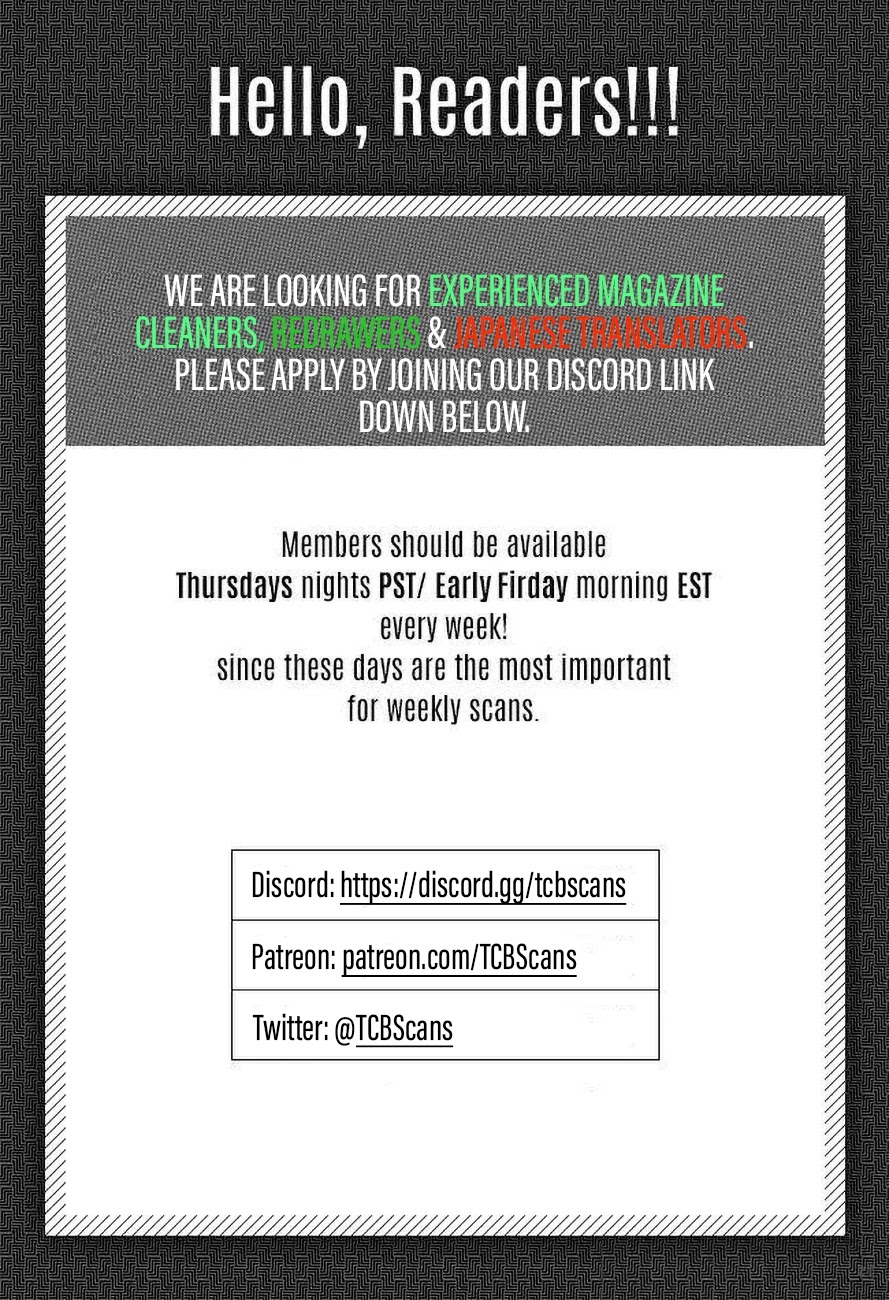 Hello, Readers!!!
WE ARE LOOKING FOR EXPERIENCED MAGAZINE
CLEANERS, REDRAWERS & JAPANESE TRANSLATORS.
PLEASE APPLY BY JOINING OUR DISCORD LINK
DOWN BELOW.
Members should be available
Thursdays nights PST/ Early Firday morning EST
every week!
since these days are the most important
for weekly scans.
Discord: https://discord.gg/tcbscans
Patreon: patreon.com/TCBScans
Twitter: @TCBScans